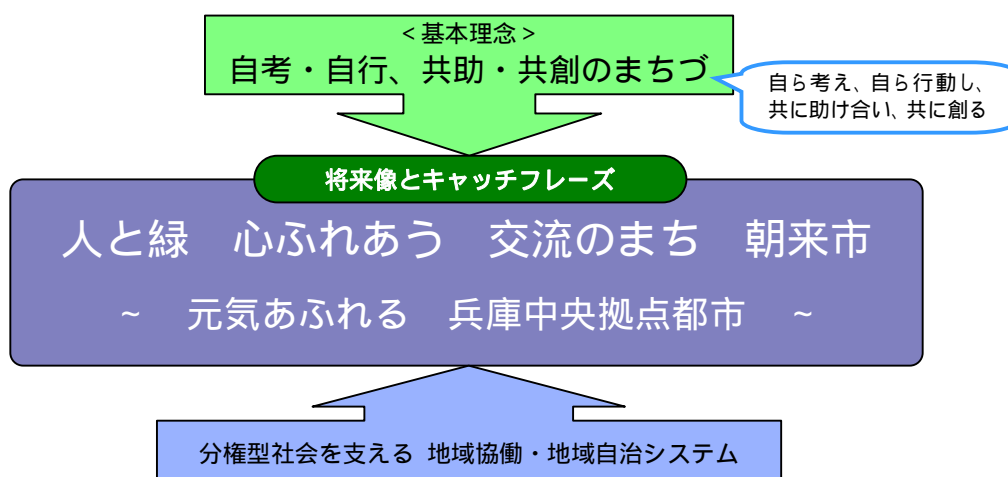 <基本理念>
自考・自行、共助・共創のまちづ
自ら考え、自ら行動し、
共に助け合い、共に創る
将来像とキャッチフレーズ
人と緑　心ふれあう　交流のまち　朝来市
~　元気あふれる　兵庫中央拠点都市　~
分権型社会を支える 地域協働・地域自治システム